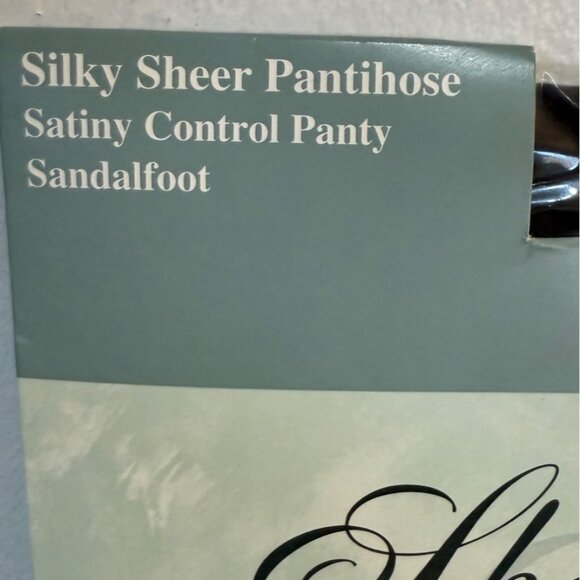 Silky Sheer Pantihose
Satiny Control Panty
Sandalfoot